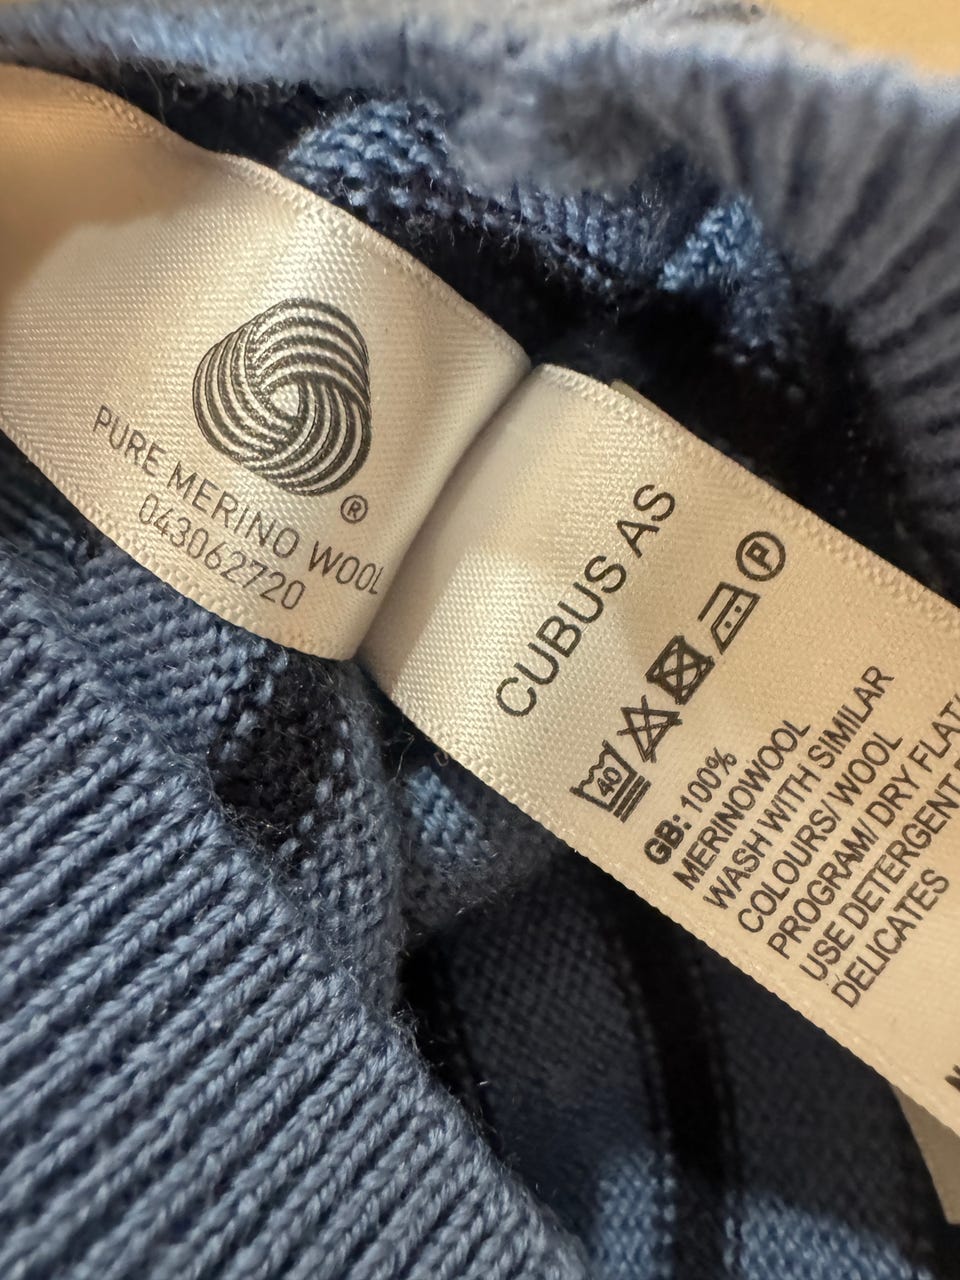 PURE MERINO WOOL
043062720
®
CUBUS AS
40
P
GB: 100%
MERINOWOOL
WASH WITH SIMILAR
COLOURS/ WOOL
PROGRAM/ DRY FLAT/
USE DETERGENT
DELICATES